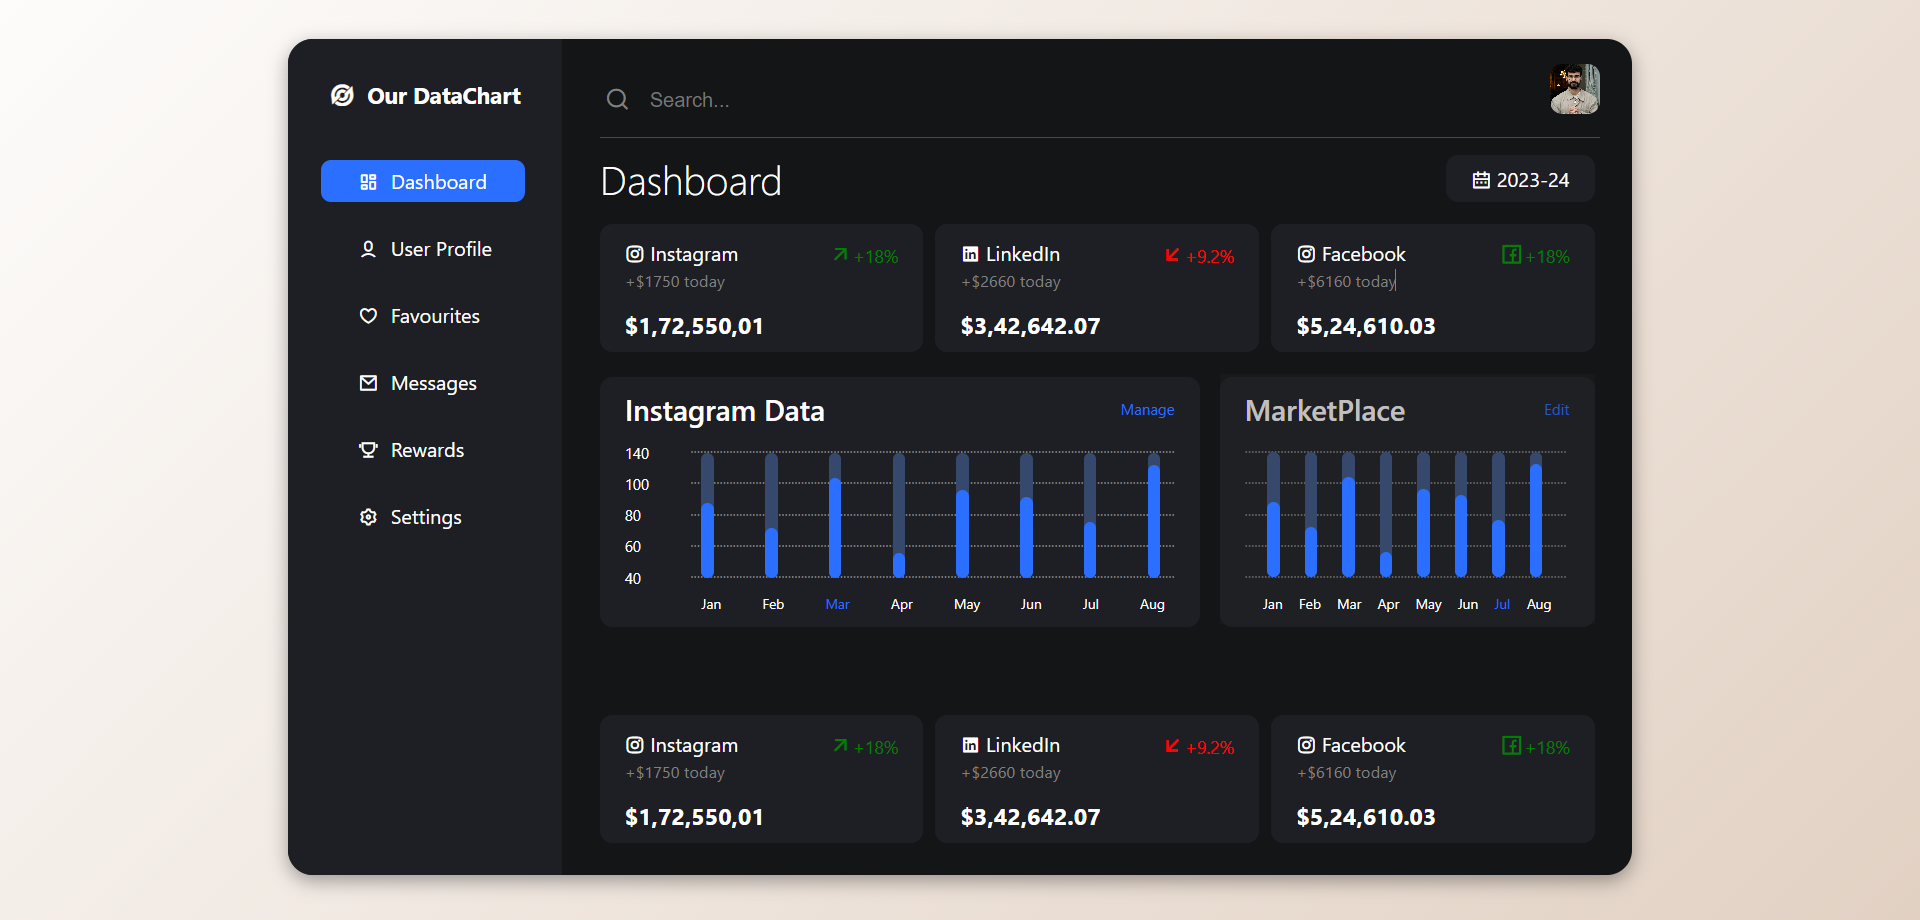 Our DataChart
Dashboard
User Profile
Favourites
Messages
Rewards
Settings
Search...
Dashboard
2023-24
Instagram +18%
+$1750 today
$1,72,550,01
LinkedIn +9.2%
+$2660 today
$3,42,642.07
Facebook +18%
+$6160 today
$5,24,610.03
Instagram Data Manage
140
100
80
60
40
Jan Feb Mar Apr May Jun Jul Aug
MarketPlace Edit
Jan Feb Mar Apr May Jun Jul Aug
Instagram +18%
+$1750 today
$1,72,550,01
LinkedIn +9.2%
+$2660 today
$3,42,642.07
Facebook +18%
+$6160 today
$5,24,610.03